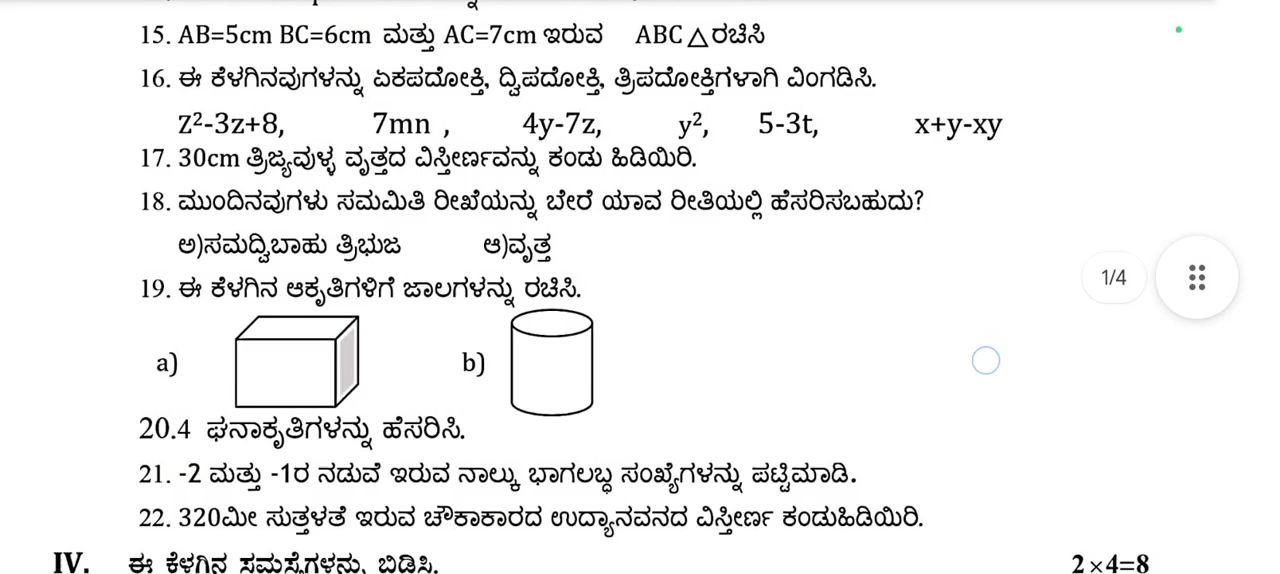 15. AB=5cm BC=6cm ಮತ್ತು AC=7cm ಇರುವ ABC △ ರಚಿಸಿ
16. ಈ ಕೆಳಗಿನವುಗಳನ್ನು ಏಕಪದೋಕ್ತಿ, ದ್ವಿಪದೋಕ್ತಿ, ತ್ರಿಪದೋಕ್ತಿಗಳಾಗಿ ವಿಂಗಡಿಸಿ.
Z²-3z+8, 7mn , 4y-7z, y², 5-3t, x+y-xy
17. 30cm ತ್ರಿಜ್ಯವುಳ್ಳ ವೃತ್ತದ ವಿಸ್ತೀರ್ಣವನ್ನು ಕಂಡು ಹಿಡಿಯಿರಿ.
18. ಮುಂದಿನವುಗಳು ಸಮಮಿತಿ ರೇಖೆಯನ್ನು ಬೇರೆ ಯಾವ ರೀತಿಯಲ್ಲಿ ಹೆಸರಿಸಬಹುದು?
ಅ)ಸಮದ್ವಿಬಾಹು ತ್ರಿಭುಜ ಆ)ವೃತ್ತ
19. ಈ ಕೆಳಗಿನ ಆಕೃತಿಗಳಿಗೆ ಜಾಲಗಳನ್ನು ರಚಿಸಿ.
1/4
a) b)
20.4 ಘನಾಕೃತಿಗಳನ್ನು ಹೆಸರಿಸಿ.
21. -2 ಮತ್ತು -1ರ ನಡುವೆ ಇರುವ ನಾಲ್ಕು ಭಾಗಲಬ್ಧ ಸಂಖ್ಯೆಗಳನ್ನು ಪಟ್ಟಿಮಾಡಿ.
22. 320ಮೀ ಸುತ್ತಳತೆ ಇರುವ ಚೌಕಾಕಾರದ ಉದ್ಯಾನವನದ ವಿಸ್ತೀರ್ಣ ಕಂಡುಹಿಡಿಯಿರಿ.
IV. ಈ ಕೆಳಗಿನ ಸಮಸ್ಯೆಗಳನ್ನು ಬಿಡಿಸಿ. 2×4=8